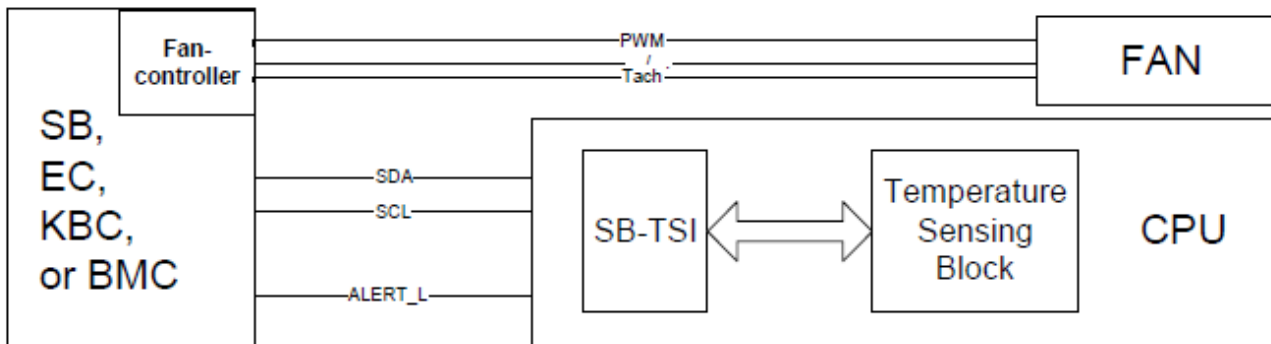 Fan-
controller
PWM
/
Tach
FAN
SB,
EC,
KBC,
or BMC
SDA
SCL
ALERT_L
SB-TSI
Temperature
Sensing
Block
CPU